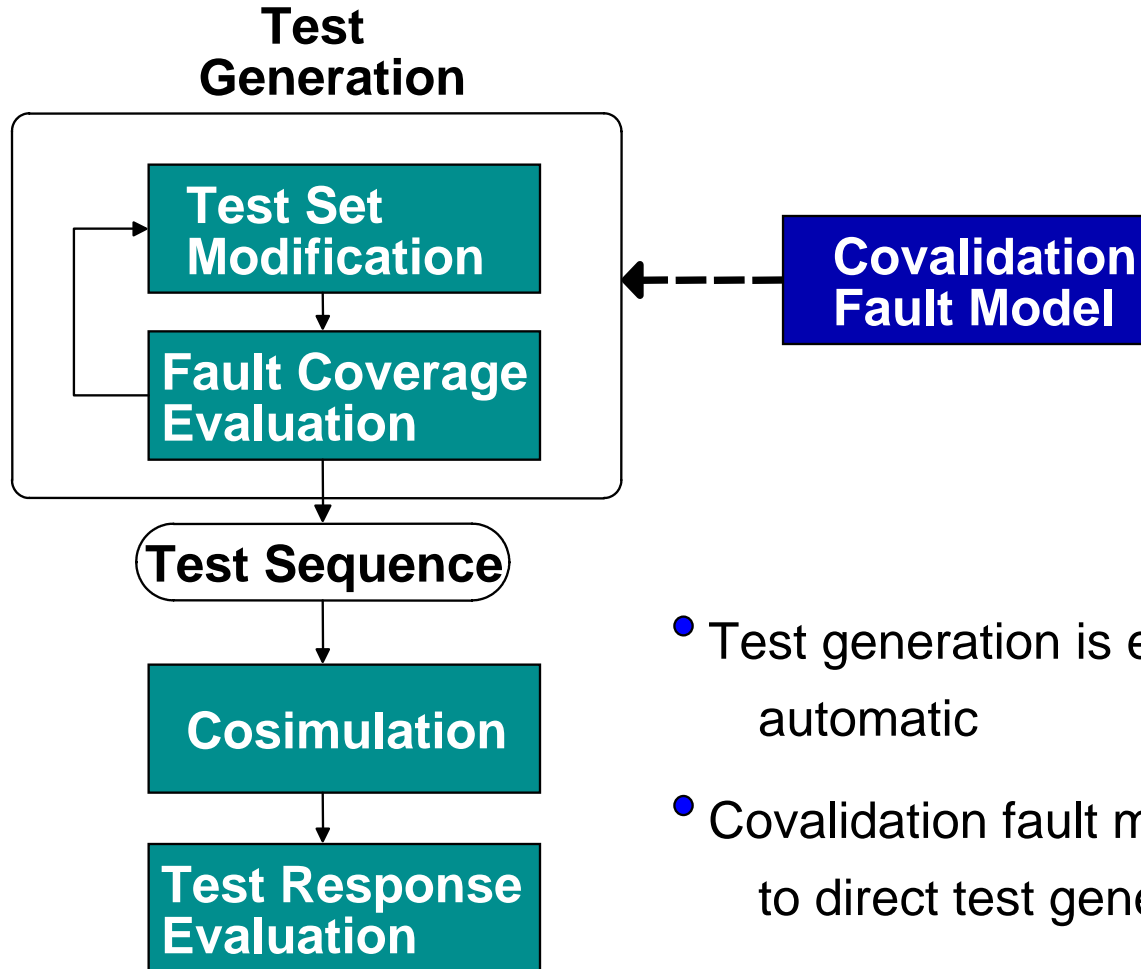 Test
Generation
Test Set
Modification
Covalidation
Fault Model
Fault Coverage
Evaluation
Test Sequence
Cosimulation
Test Response
Evaluation
Test generation is
automatic
Covalidation fault
to direct test